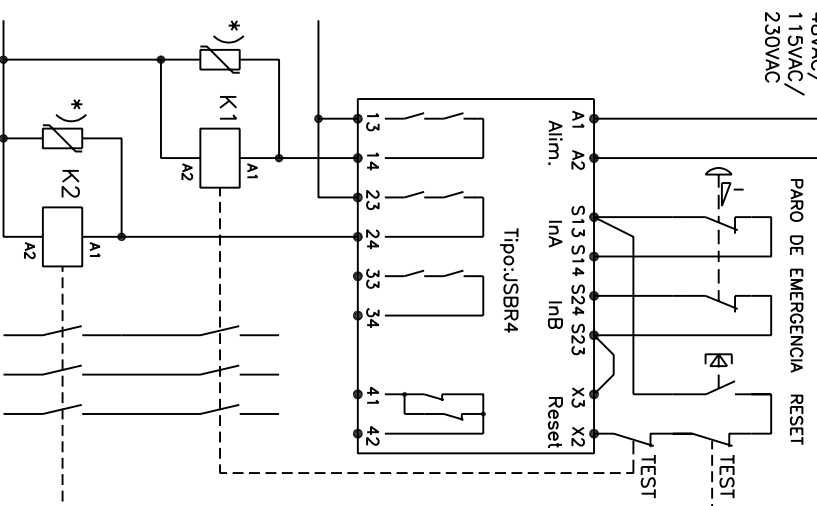 48VAC/
115VAC/
230VAC
PARO DE EMERGENCIA RESET
TEST
TEST
A1 A2 S13 S14 S24 S23 X3 X2
Alim. InA InB Reset
Tipo:JSBR4
13 14 23 24 33 34 41 42
*)
K1
A1
A2
*)
K2
A1
A2